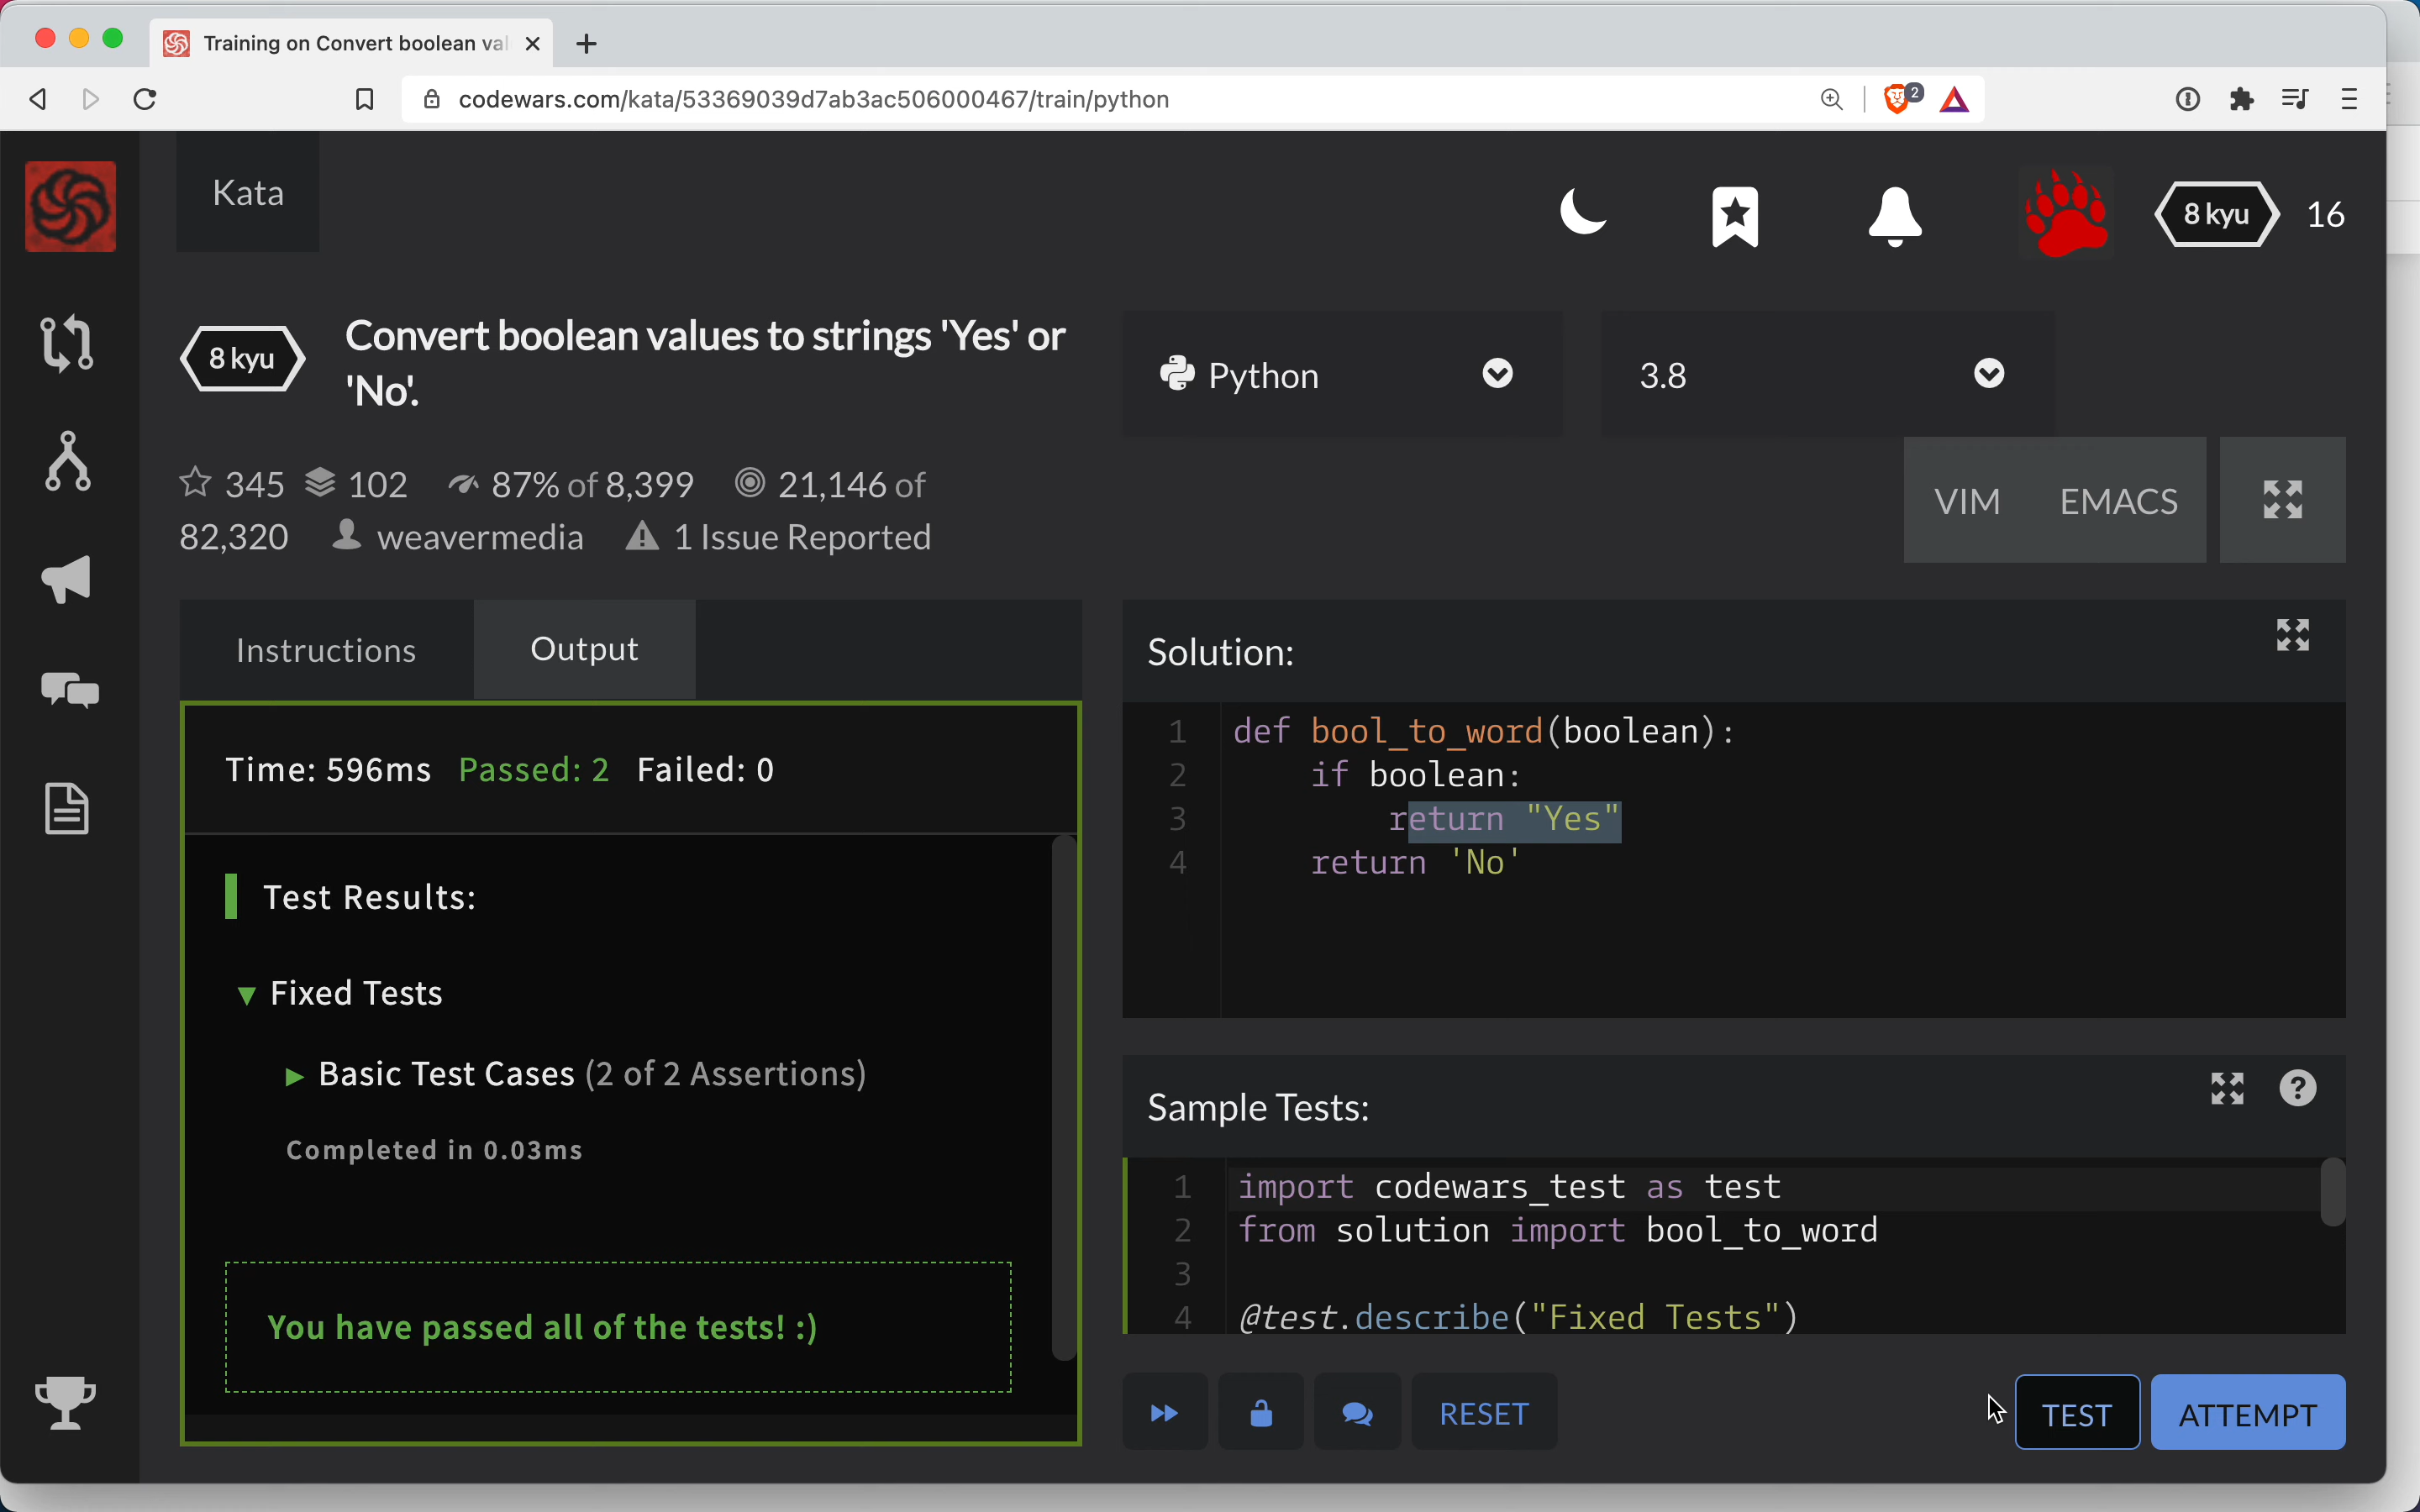 Training on Convert boolean val
codewars.com/kata/53369039d7ab3ac506000467/train/python
2
Kata
8 kyu
16
8 kyu
Convert boolean values to strings 'Yes' or
'No'.
Python
3.8
345 102 87% of 8,399 21,146 of
82,320 weavermedia 1 Issue Reported
VIM EMACS
Instructions Output
Time: 596ms Passed: 2 Failed: 0
Test Results:
▼ Fixed Tests
▶ Basic Test Cases (2 of 2 Assertions)
Completed in 0.03ms
You have passed all of the tests! :)
Solution:
1 def bool_to_word(boolean):
2 if boolean:
3 return "Yes"
4 return 'No'
Sample Tests:
?
1 import codewars_test as test
2 from solution import bool_to_word
3
4 @test.describe("Fixed Tests")
RESET
TEST
ATTEMPT